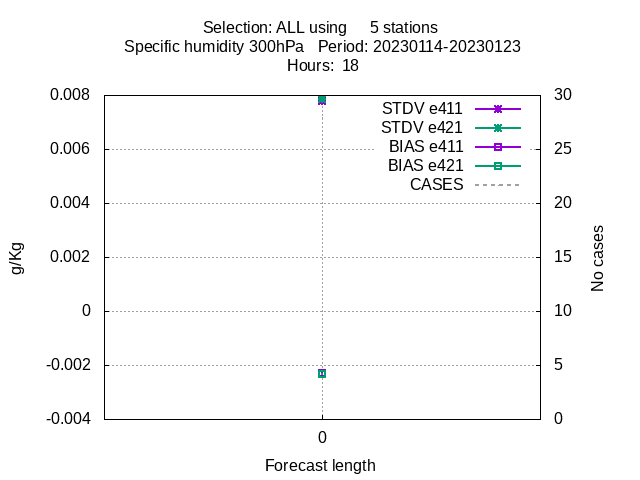 Selection: ALL using     5 stations
Specific humidity 300hPa   Period: 20230114-20230123
Hours:  18
0.008
0.006
0.004
0.002
0
-0.002
-0.004
g/Kg
STDV e411
STDV e421
BIAS e411
BIAS e421
CASES
30
25
20
15
10
5
0
No cases
0
Forecast length